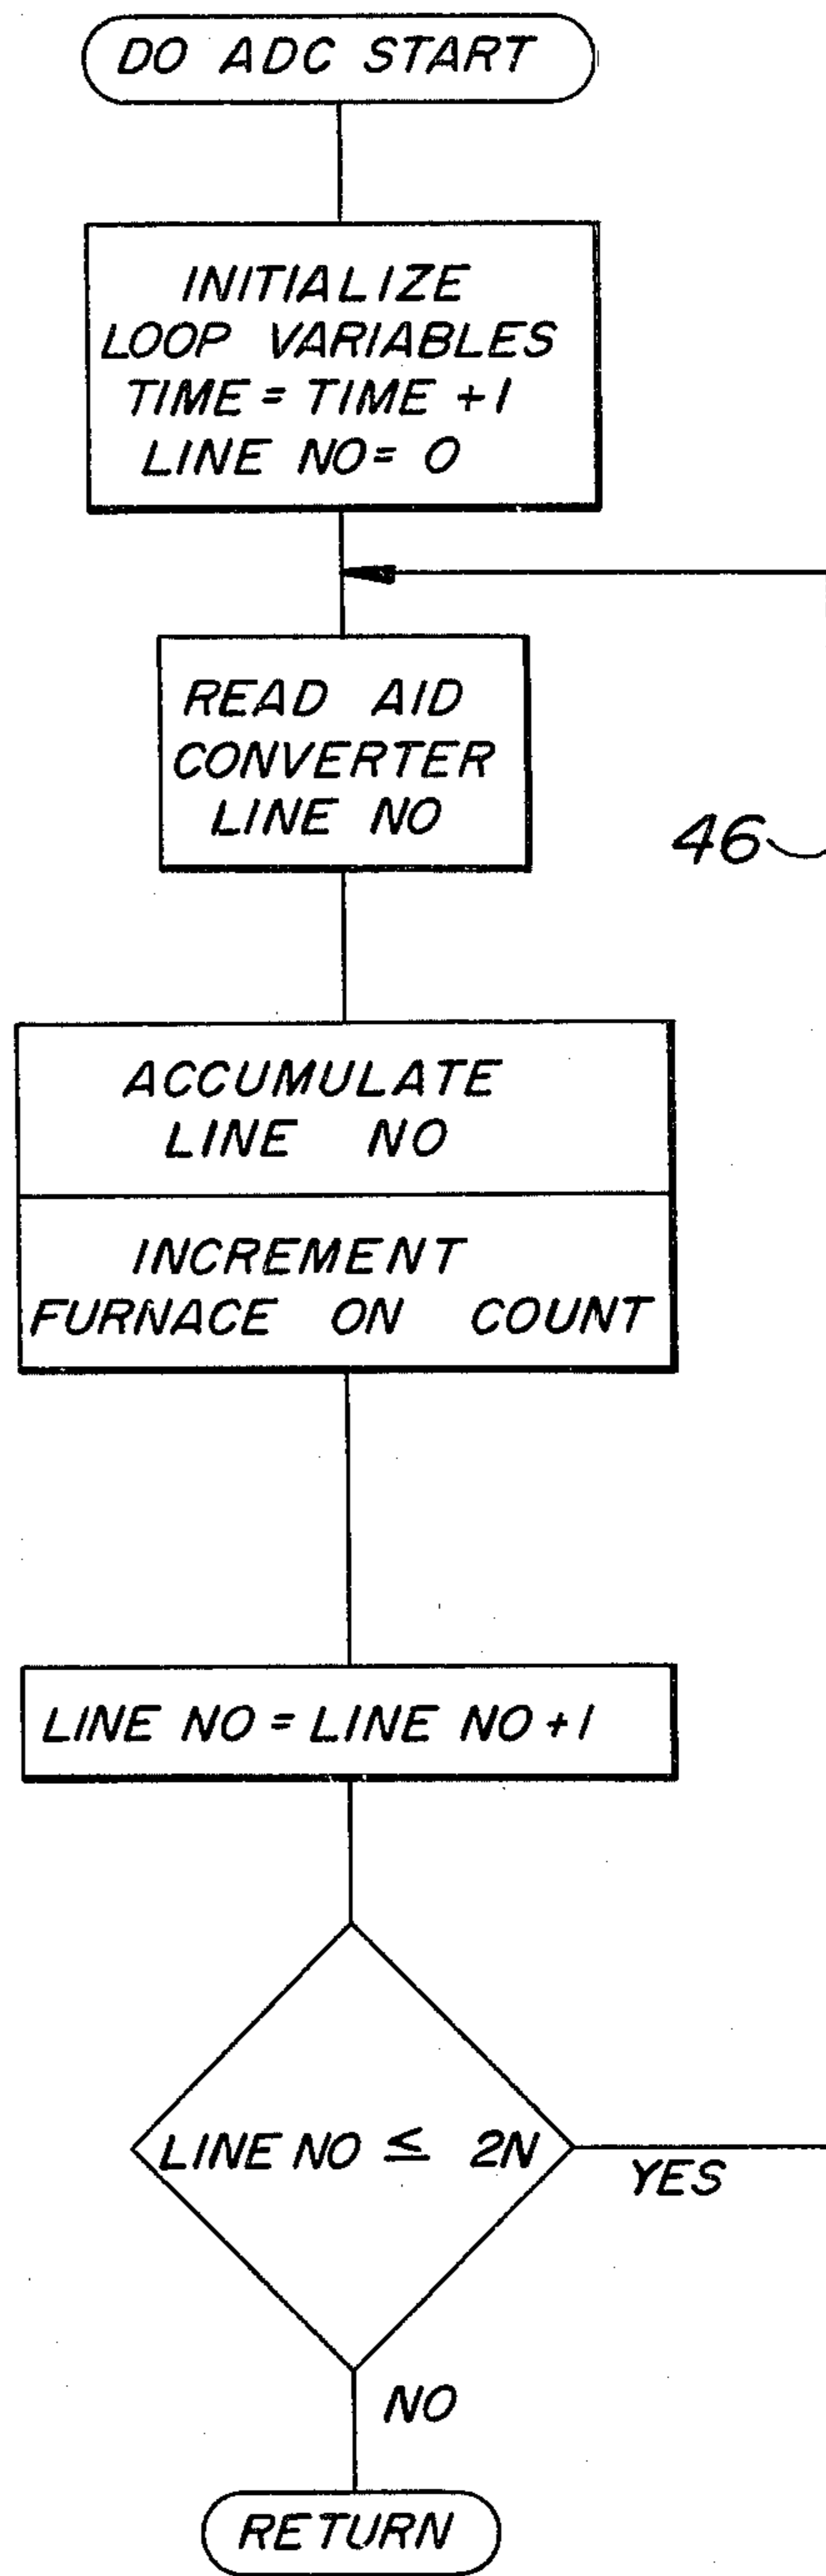 DO ADC START
INITIALIZE
LOOP VARIABLES
TIME = TIME +1
LINE NO = 0
READ AID
CONVERTER
LINE NO
46
ACCUMULATE
LINE NO
INCREMENT
FURNACE ON COUNT
LINE NO = LINE NO +1
LINE NO ≤ 2N
YES
NO
RETURN